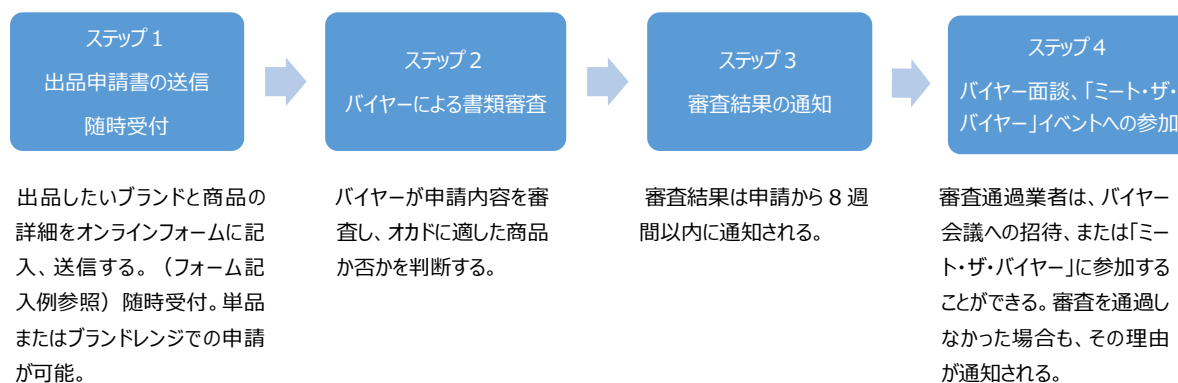 ステップ１
出品申請書の送信
随時受付
ステップ２
バイヤーによる書類審査
ステップ３
審査結果の通知
ステップ４
バイヤー面談、「ミート・ザ・
バイヤー」イベントへの参加
出品したいブランドと商品の
詳細をオンラインフォームに記
入、送信する。（フォーム記
入例参照）随時受付。単品
またはブランドレンジでの申請
が可能。
バイヤーが申請内容を審
査し、オカドに適した商品
か否かを判断する。
審査結果は申請から 8 週
間以内に通知される。
審査通過業者は、バイヤー
会議への招待、または「ミー
ト・ザ・バイヤー」に参加する
ことができる。審査を通過し
なかった場合も、その理由
が通知される。